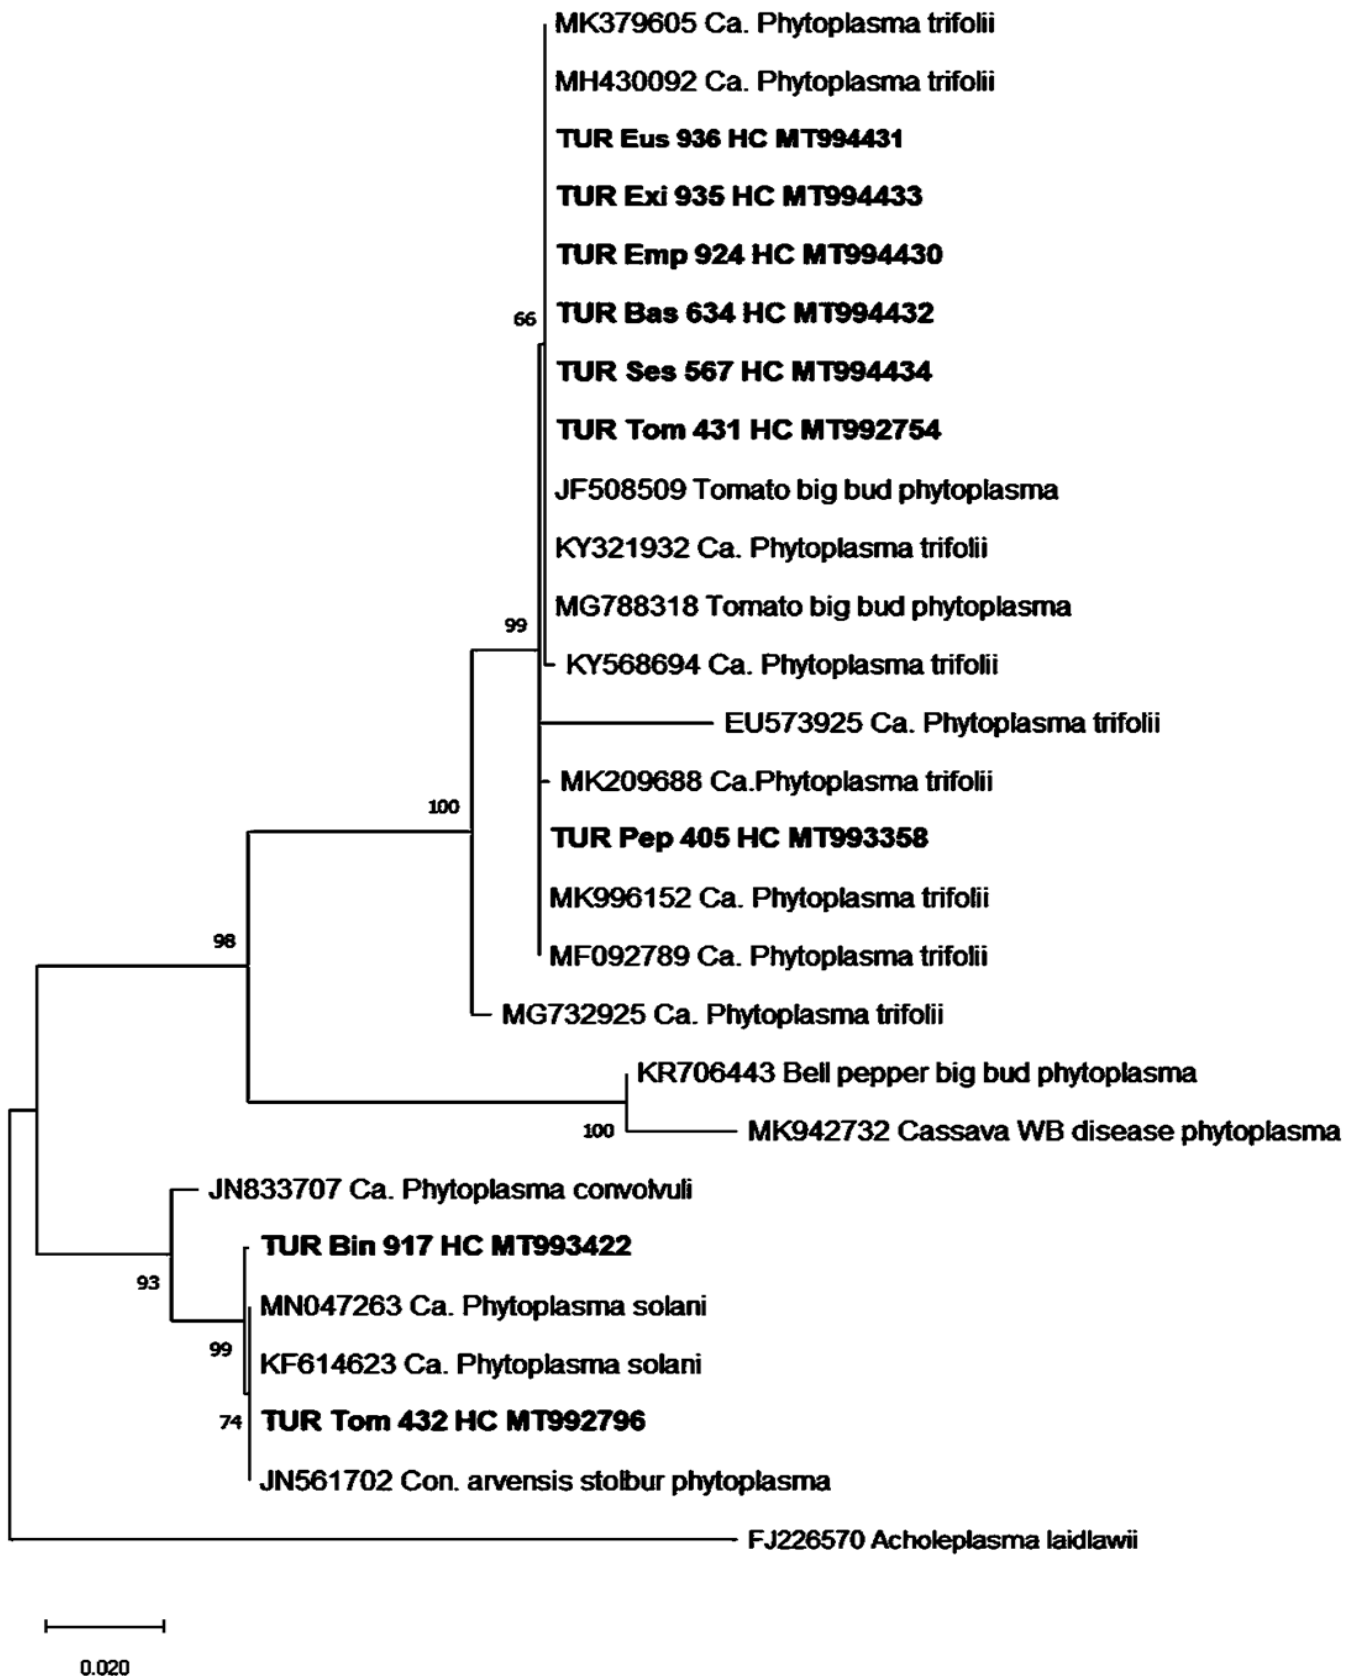 MK379605 Ca. Phytoplasma trifolii
MH430092 Ca. Phytoplasma trifolii
TUR Eus 936 HC MT994431
TUR Exi 935 HC MT994433
TUR Emp 924 HC MT994430
66
TUR Bas 634 HC MT994432
TUR Ses 567 HC MT994434
TUR Tom 431 HC MT992754
JF508509 Tomato big bud phytoplasma
KY321932 Ca. Phytoplasma trifolii
MG788318 Tomato big bud phytoplasma
99
KY568694 Ca. Phytoplasma trifolii
EU573925 Ca. Phytoplasma trifolii
MK209688 Ca.Phytoplasma trifolii
100
TUR Pep 405 HC MT993358
MK996152 Ca. Phytoplasma trifolii
98
MF092789 Ca. Phytoplasma trifolii
MG732925 Ca. Phytoplasma trifolii
KR706443 Bell pepper big bud phytoplasma
100
MK942732 Cassava WB disease phytoplasma
JN833707 Ca. Phytoplasma convolvuli
TUR Bin 917 HC MT993422
93
MN047263 Ca. Phytoplasma solani
99
KF614623 Ca. Phytoplasma solani
74
TUR Tom 432 HC MT992796
JN561702 Con. arvensis stolbur phytoplasma
FJ226570 Acholeplasma laidlawii
0.020